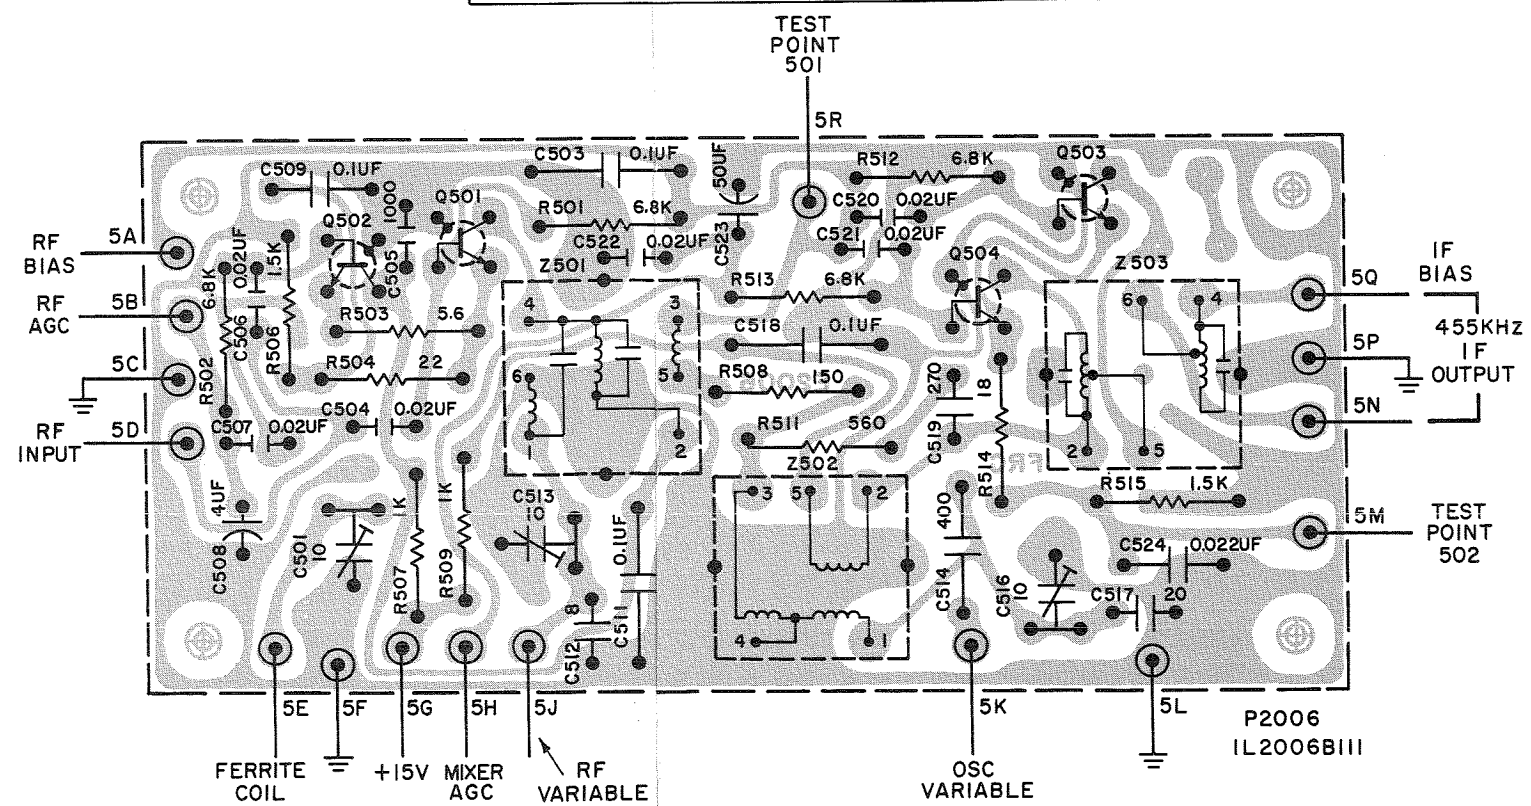 TEST
POINT
501
5R
C509
0.1UF
C503
0.1UF
50UF
C523
R512
6.8K
Q503
1000
C505
Q501
Q502
R501
6.8K
C520
0.02UF
C522
0.02UF
C521
0.02UF
Q504
RF
BIAS
5A
6.8K
0.02UF
1.5K
Z501
R513
6.8K
Z503
5Q
IF
BIAS
RF
AGC
5B
R502
C506
R506
R503
5.6
4
3
C518
0.1UF
6
4
455KHz
IF
OUTPUT
5P
5C
R504
22
6
5
R508
150
270
C519
18
R514
5N
RF
INPUT
5D
C507
0.02UF
C504
0.02UF
1
2
R511
560
2
5
FRC
Z502
4UF
C508
C501
10
1K
R507
1K
R509
C513
10
0.1UF
C511
3
5
2
400
C514
R515
1.5K
5M
TEST
POINT
502
C524
0.022UF
C516
10
C517
20
8
C512
4
1
5E
5F
5G
5H
5J
5K
5L
P2006
1L2006B111
FERRITE
COIL
+15V
MIXER
AGC
RF
VARIABLE
OSC
VARIABLE